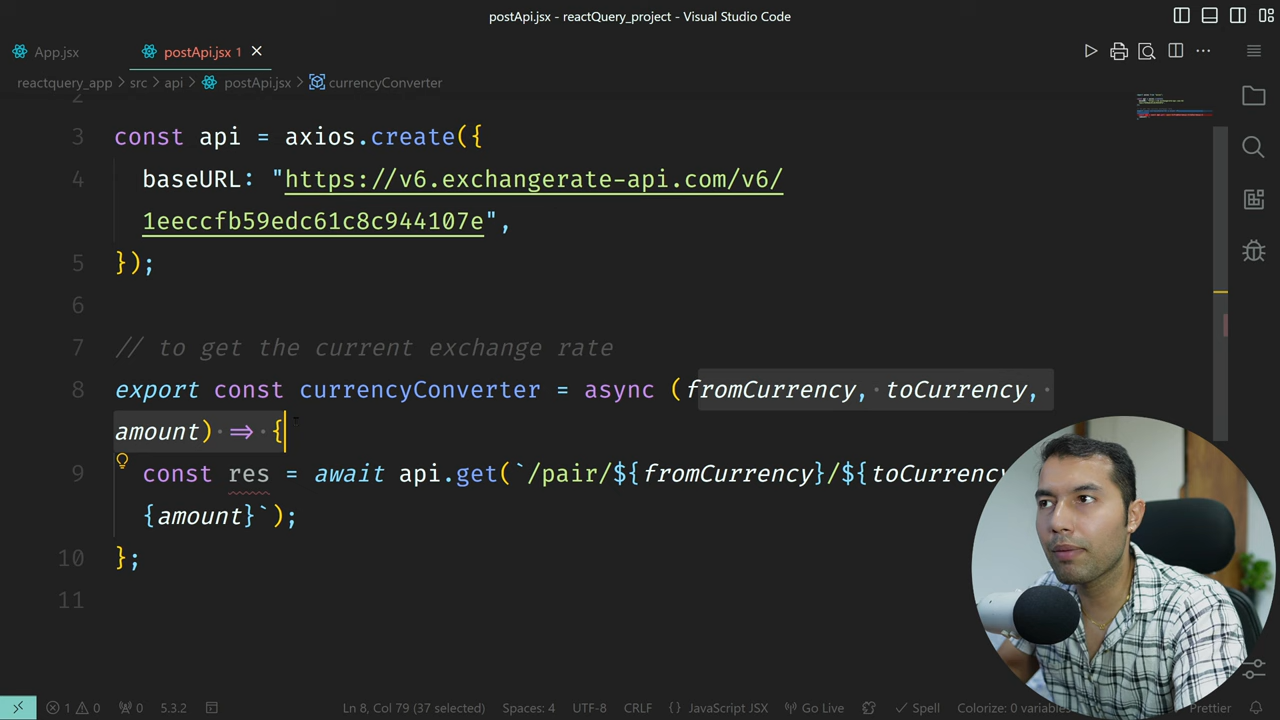 postApi.jsx - reactQuery_project - Visual Studio Code
App.jsx
postApi.jsx 1
reactquery_app > src > api > postApi.jsx > currencyConverter
2
3 const api = axios.create({
4 baseURL: "https://v6.exchangerate-api.com/v6/
1eeccfb59edc61c8c944107e",
5 });
6
7 // to get the current exchange rate
8 export const currencyConverter = async (fromCurrency, toCurrency,
amount) => {
9 const res = await api.get(`/pair/${fromCurrency}/${toCurrency
{amount}`);
10 };
11
1 0 0 5.3.2 Ln 8, Col 79 (37 selected) Spaces: 4 UTF-8 CRLF {} JavaScript JSX Go Live Spell Colorize: 0 variables Prettier